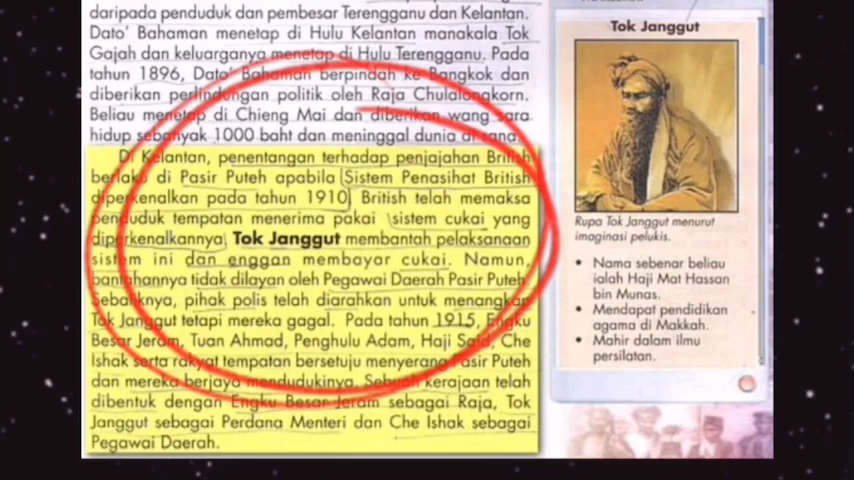 daripada penduduk dan pembesar Terengganu dan Kelantan.
Dato' Bahaman menetap di Hulu Kelantan manakala Tok
Gajah dan keluarganya menetap di Hulu Terengganu. Pada
tahun 1896, Dato' Bahaman berpindah ke Bangkok dan
diberikan perlindungan politik oleh Raja Chulalongkorn.
Beliau menetap di Chieng Mai dan diberikan wang sara
hidup sebanyak 1000 baht dan meninggal dunia di sana.
Di Kelantan, penentangan terhadap penjajahan British
berlaku di Pasir Puteh apabila Sistem Penasihat British
diperkenalkan pada tahun 1910. British telah memaksa
penduduk tempatan menerima pakai sistem cukai yang
diperkenalkannya. Tok Janggut membantah pelaksanaan
sistem ini dan enggan membayar cukai. Namun,
bantahannya tidak dilayan oleh Pegawai Daerah Pasir Puteh.
Sebaliknya, pihak polis telah diarahkan untuk menangkap
Tok Janggut tetapi mereka gagal. Pada tahun 1915, Engku
Besar Jeram, Tuan Ahmad, Penghulu Adam, Haji Said, Che
Ishak serta rakyat tempatan bersetuju menyerang Pasir Puteh
dan mereka berjaya mendudukinya. Sebuah kerajaan telah
dibentuk dengan Engku Besar Jeram sebagai Raja, Tok
Janggut sebagai Perdana Menteri dan Che Ishak sebagai
Pegawai Daerah.
Tok Janggut
Rupa Tok Janggut menurut
imaginasi pelukis.
• Nama sebenar beliau
ialah Haji Mat Hassan
bin Munas.
• Mendapat pendidikan
agama di Makkah.
• Mahir dalam ilmu
persilatan.